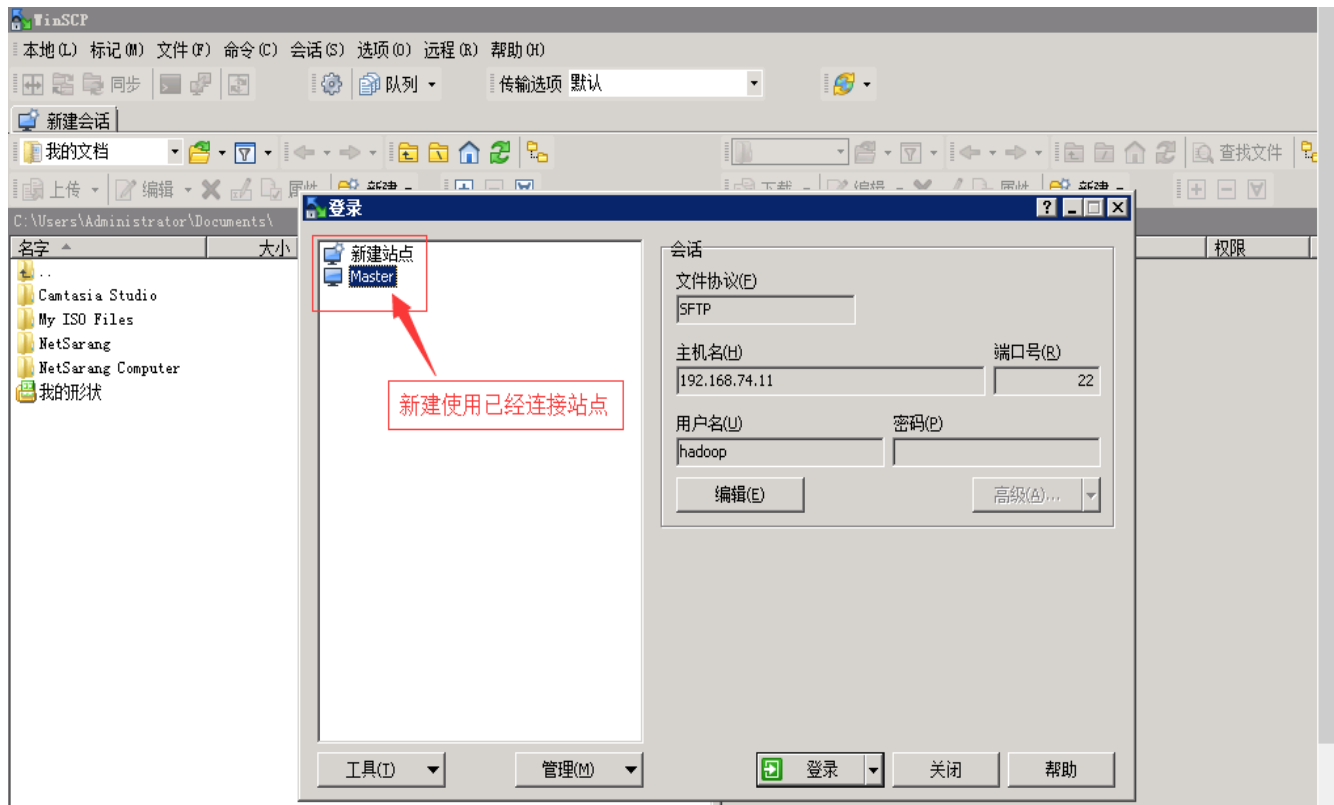 WinSCP
本地(L) 标记(M) 文件(F) 命令(C) 会话(S) 选项(O) 远程(R) 帮助(H)
同步 队列 传输选项 默认
新建会话
我的文档 查找文件
上传 编辑 属性 新建 下载 编辑 属性 新建
C:\Users\Administrator\Documents\
名字 大小 权限
..
Camtasia Studio
My ISO Files
NetSarang
NetSarang Computer
我的形状
登录
新建站点
Master
新建使用已经连接站点
会话
文件协议(F)
SFTP
主机名(H) 端口号(R)
192.168.74.11 22
用户名(U) 密码(P)
hadoop
编辑(E) 高级(A)...
工具(T) 管理(M) 登录 关闭 帮助